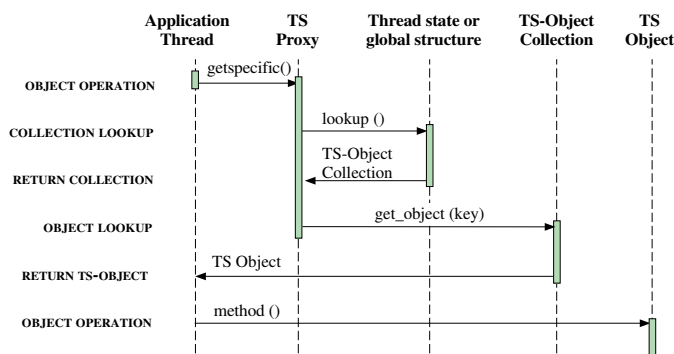 Application Thread
TS Proxy
Thread state or global structure
TS-Object Collection
TS Object
OBJECT OPERATION
getspecific()
COLLECTION LOOKUP
lookup ()
RETURN COLLECTION
TS-Object
Collection
OBJECT LOOKUP
get_object (key)
RETURN TS-OBJECT
TS Object
OBJECT OPERATION
method ()